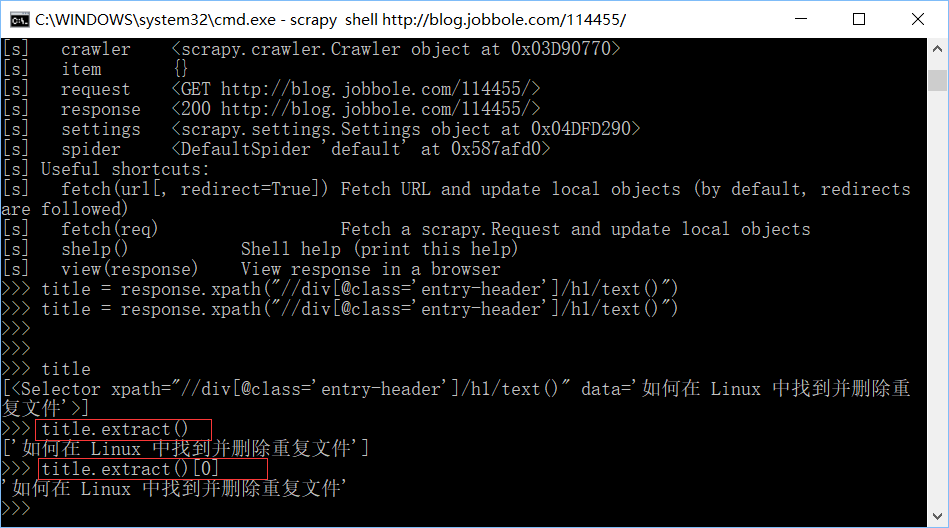 C:\WINDOWS\system32\cmd.exe - scrapy  shell http://blog.jobbole.com/114455/
[s]   crawler    <scrapy.crawler.Crawler object at 0x03D90770>
[s]   item       {}
[s]   request    <GET http://blog.jobbole.com/114455/>
[s]   response   <200 http://blog.jobbole.com/114455/>
[s]   settings   <scrapy.settings.Settings object at 0x04DFD290>
[s]   spider     <DefaultSpider 'default' at 0x587afd0>
[s] Useful shortcuts:
[s]   fetch(url[, redirect=True]) Fetch URL and update local objects (by default, redirects
are followed)
[s]   fetch(req)                  Fetch a scrapy.Request and update local objects
[s]   shelp()           Shell help (print this help)
[s]   view(response)    View response in a browser
>>> title = response.xpath("//div[@class='entry-header']/h1/text()")
>>> title = response.xpath("//div[@class='entry-header']/h1/text()")
>>>
>>>
>>> title
[<Selector xpath="//div[@class='entry-header']/h1/text()" data='如何在 Linux 中找到并删除重
复文件'>]
>>> title.extract()
['如何在 Linux 中找到并删除重复文件']
>>> title.extract()[0]
'如何在 Linux 中找到并删除重复文件'
>>>